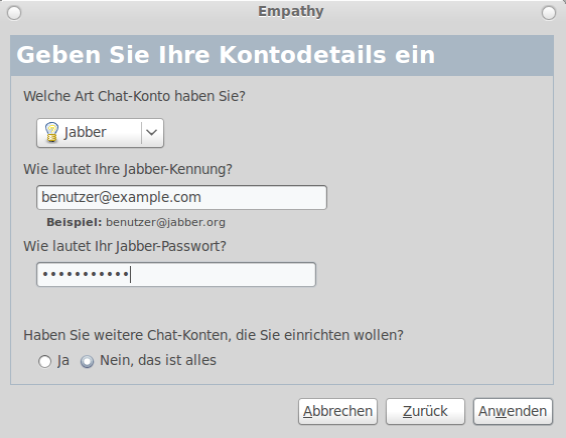 Empathy
Geben Sie Ihre Kontodetails ein
Welche Art Chat-Konto haben Sie?
Jabber
Wie lautet Ihre Jabber-Kennung?
benutzer@example.com
Beispiel: benutzer@jabber.org
Wie lautet Ihr Jabber-Passwort?
•••••••••••
Haben Sie weitere Chat-Konten, die Sie einrichten wollen?
Ja Nein, das ist alles
Abbrechen Zurück Anwenden